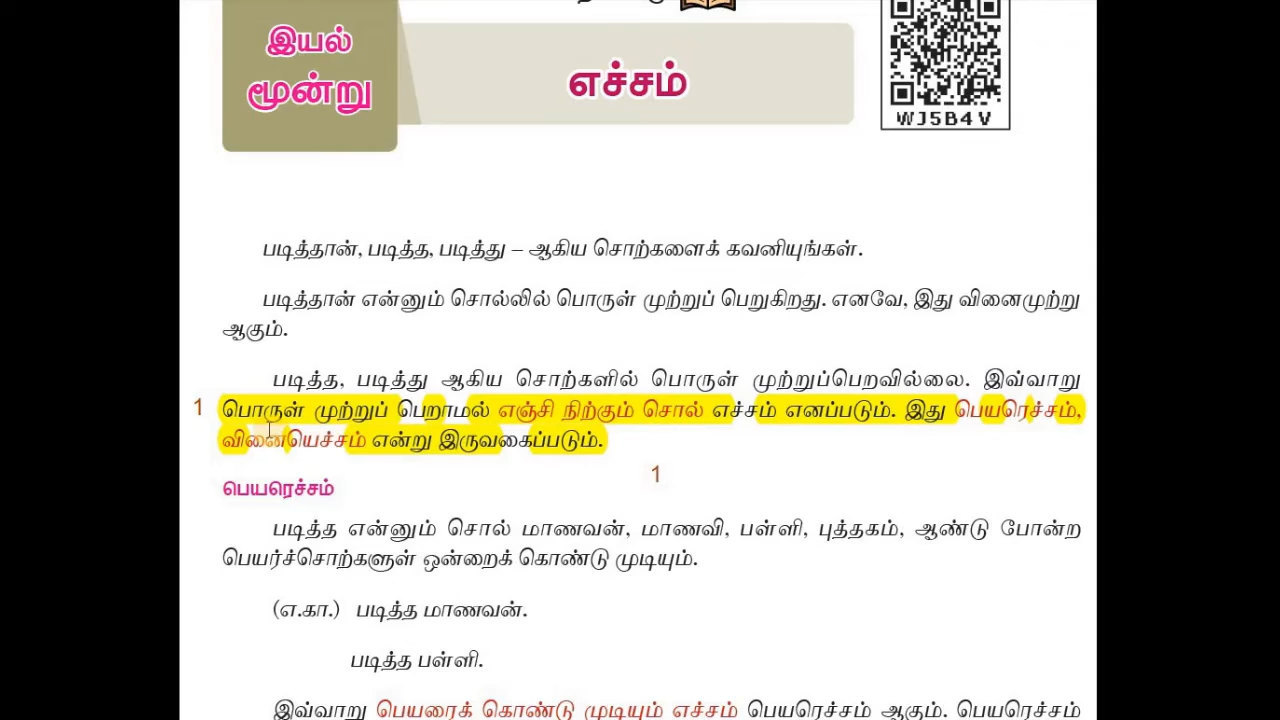 இயல்
மூன்று
எச்சம்
WJ5B4V
படித்தான், படித்த, படித்து – ஆகிய சொற்களைக் கவனியுங்கள்.
படித்தான் என்னும் சொல்லில் பொருள் முற்றுப் பெறுகிறது. எனவே, இது வினைமுற்று
ஆகும்.
படித்த, படித்து ஆகிய சொற்களில் பொருள் முற்றுப்பெறவில்லை. இவ்வாறு
1 பொருள் முற்றுப் பெறாமல் எஞ்சி நிற்கும் சொல் எச்சம் எனப்படும். இது பெயரெச்சம்,
வினையெச்சம் என்று இருவகைப்படும்.
1
பெயரெச்சம்
படித்த என்னும் சொல் மாணவன், மாணவி, பள்ளி, புத்தகம், ஆண்டு போன்ற
பெயர்ச்சொற்களுள் ஒன்றைக் கொண்டு முடியும்.
(எ.கா.) படித்த மாணவன்.
படித்த பள்ளி.
இவ்வாறு பெயரைக் கொண்டு முடியும் எச்சம் பெயரெச்சம் ஆகும். பெயரெச்சம்